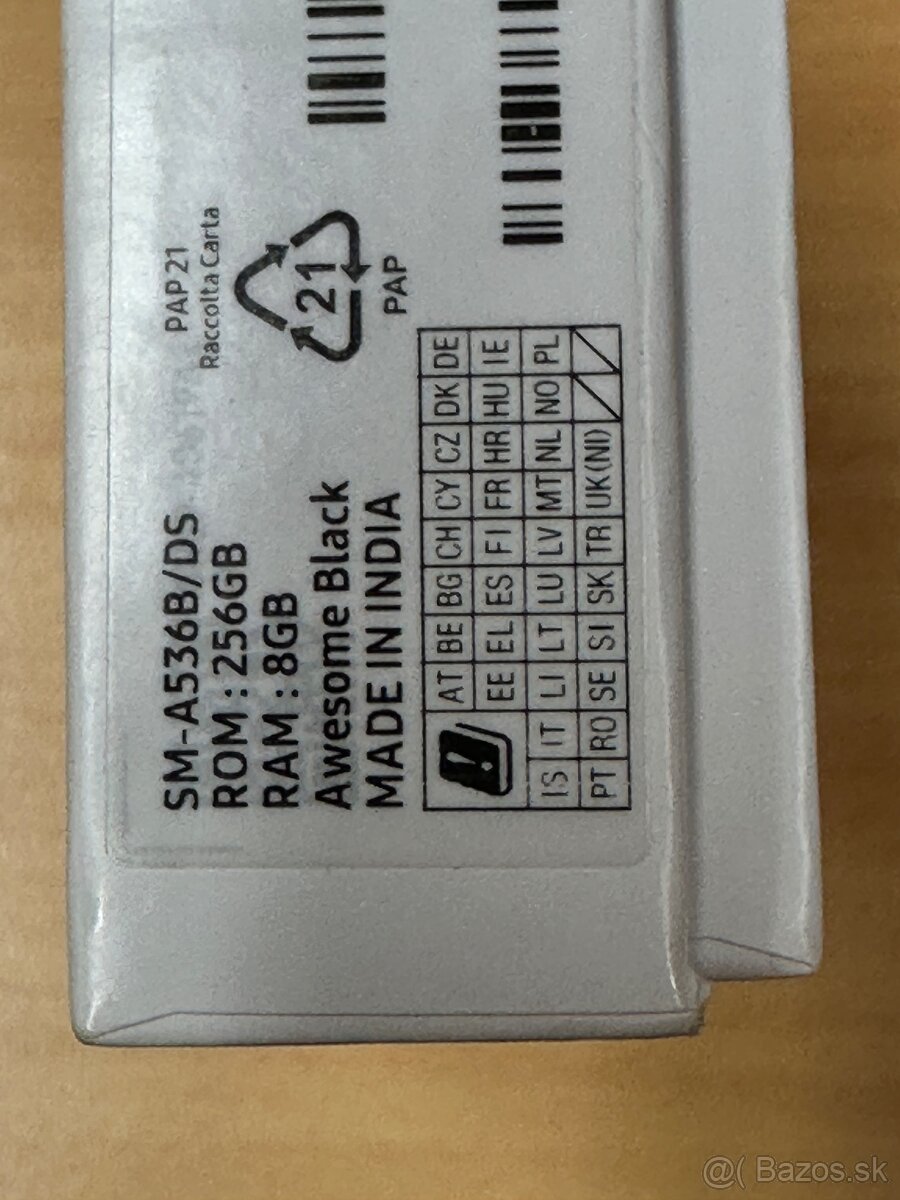 SM-A536B/DS
ROM : 256GB
RAM : 8GB
Awesome Black
MADE IN INDIA
PAP 21
Raccolta Carta
21
PAP
AT BE BG CH CY CZ DK DE
EE EL ES FI FR HR HU IE
IS IT LI LT LU LV MT NL NO PL
PT RO SE SI SK TR UK(NI)
@( Bazos.sk